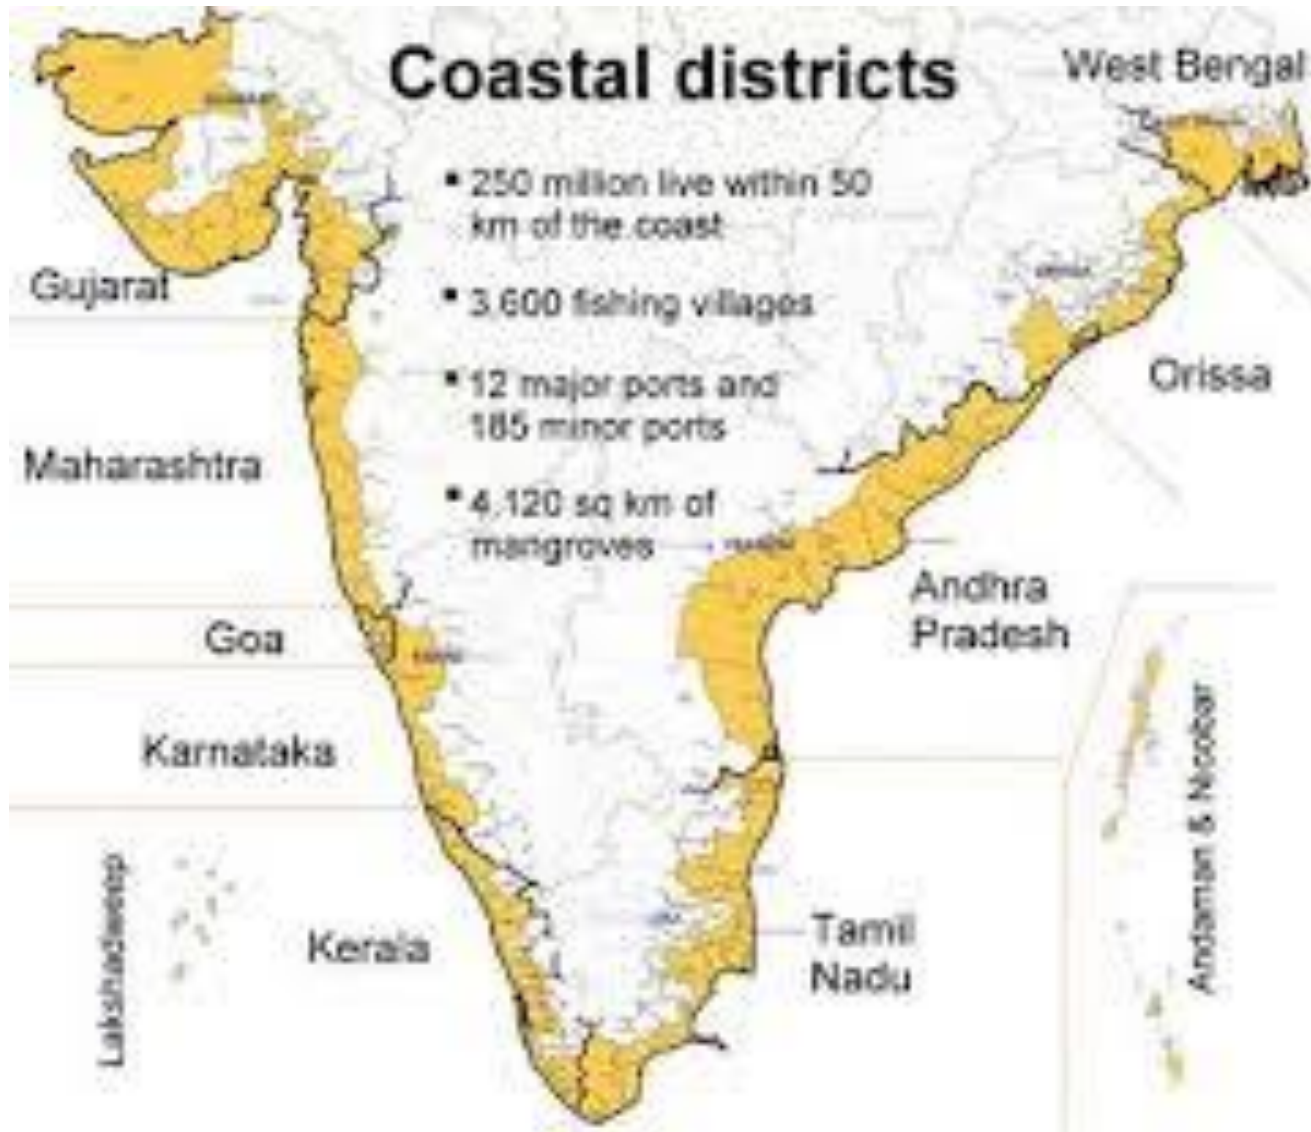 Coastal districts
West Bengal
▪ 250 million live within 50
km of the coast
Gujarat
▪ 3,600 fishing villages
▪ 12 major ports and
185 minor ports
Orissa
Maharashtra
▪ 4,120 sq km of
mangroves
Andhra
Pradesh
Goa
Karnataka
Andaman & Nicobar
Lakshadweep
Kerala
Tamil
Nadu